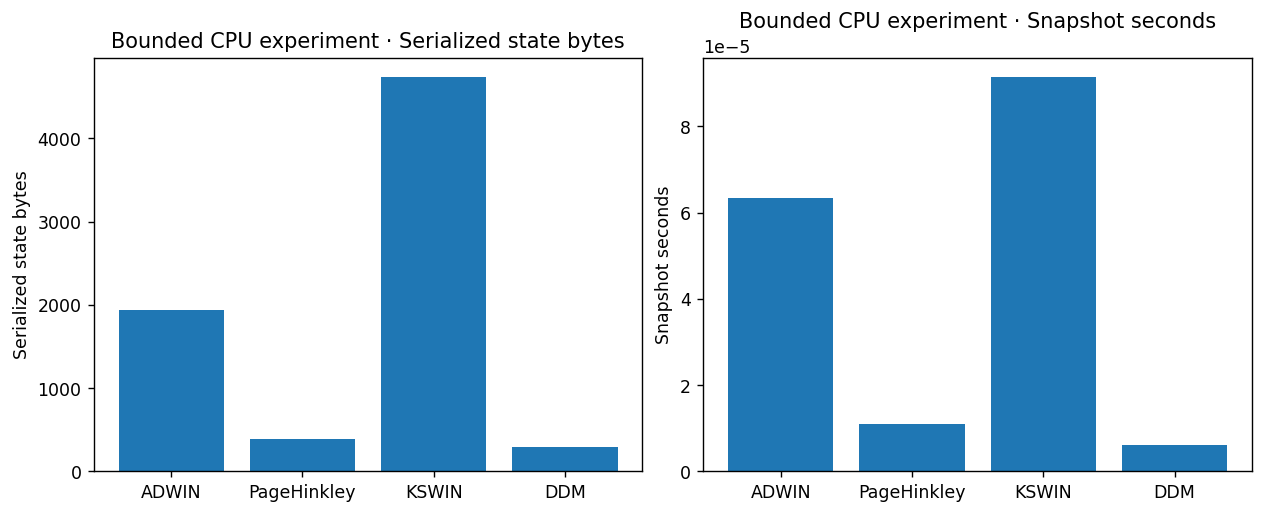 Bounded CPU experiment · Serialized state bytes
Serialized state bytes
4000
3000
2000
1000
0
ADWIN PageHinkley KSWIN DDM
Bounded CPU experiment · Snapshot seconds
1e−5
Snapshot seconds
8
6
4
2
0
ADWIN PageHinkley KSWIN DDM